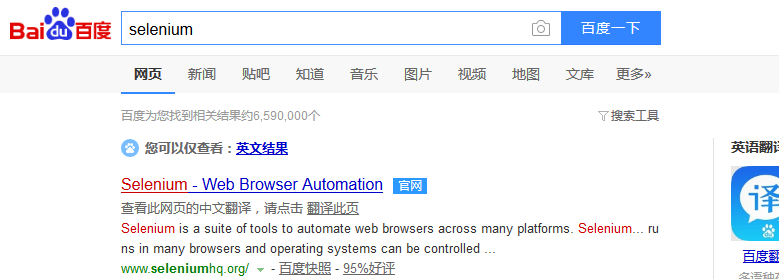 Bai du 百度 selenium 百度一下
网页 新闻 贴吧 知道 音乐 图片 视频 地图 文库 更多»
百度为您找到相关结果约6,590,000个 搜索工具
您可以仅查看：英文结果
英语翻译
Selenium - Web Browser Automation 官网
查看此网页的中文翻译，请点击 翻译此页
译
Selenium is a suite of tools to automate web browsers across many platforms. Selenium... ru
ns in many browsers and operating systems can be controlled ...
百度翻
www.seleniumhq.org/ - 百度快照 - 95%好评